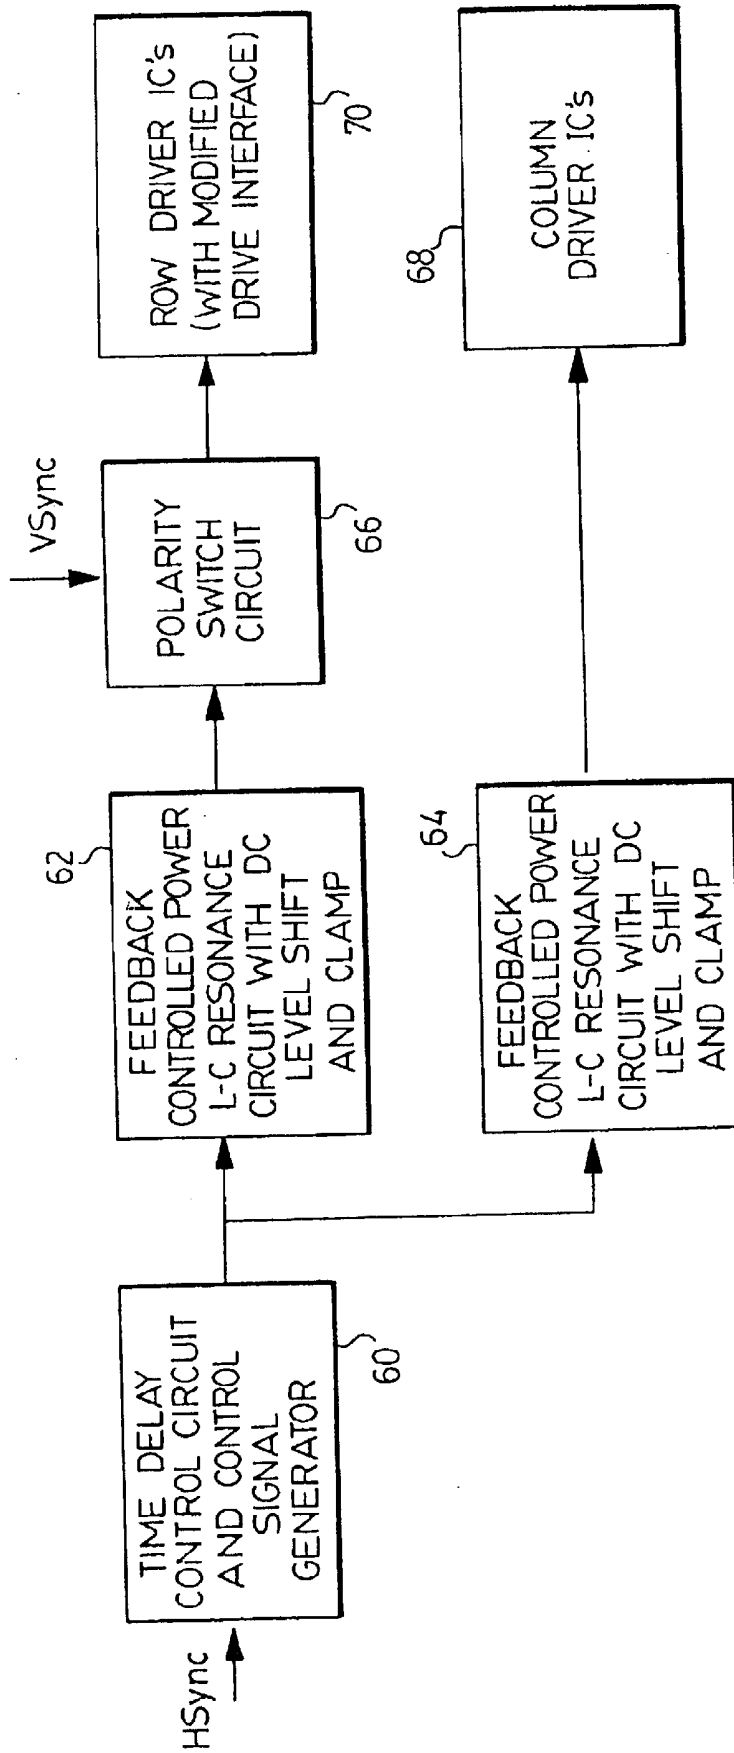 HSync
TIME DELAY
CONTROL CIRCUIT
AND CONTROL
SIGNAL
GENERATOR
60
FEEDBACK
CONTROLLED POWER
L-C RESONANCE
CIRCUIT WITH DC
LEVEL SHIFT
AND CLAMP
62
VSync
POLARITY
SWITCH
CIRCUIT
66
ROW DRIVER IC's
(WITH MODIFIED
DRIVE INTERFACE)
70
FEEDBACK
CONTROLLED POWER
L-C RESONANCE
CIRCUIT WITH DC
LEVEL SHIFT
AND CLAMP
64
COLUMN
DRIVER IC's
68